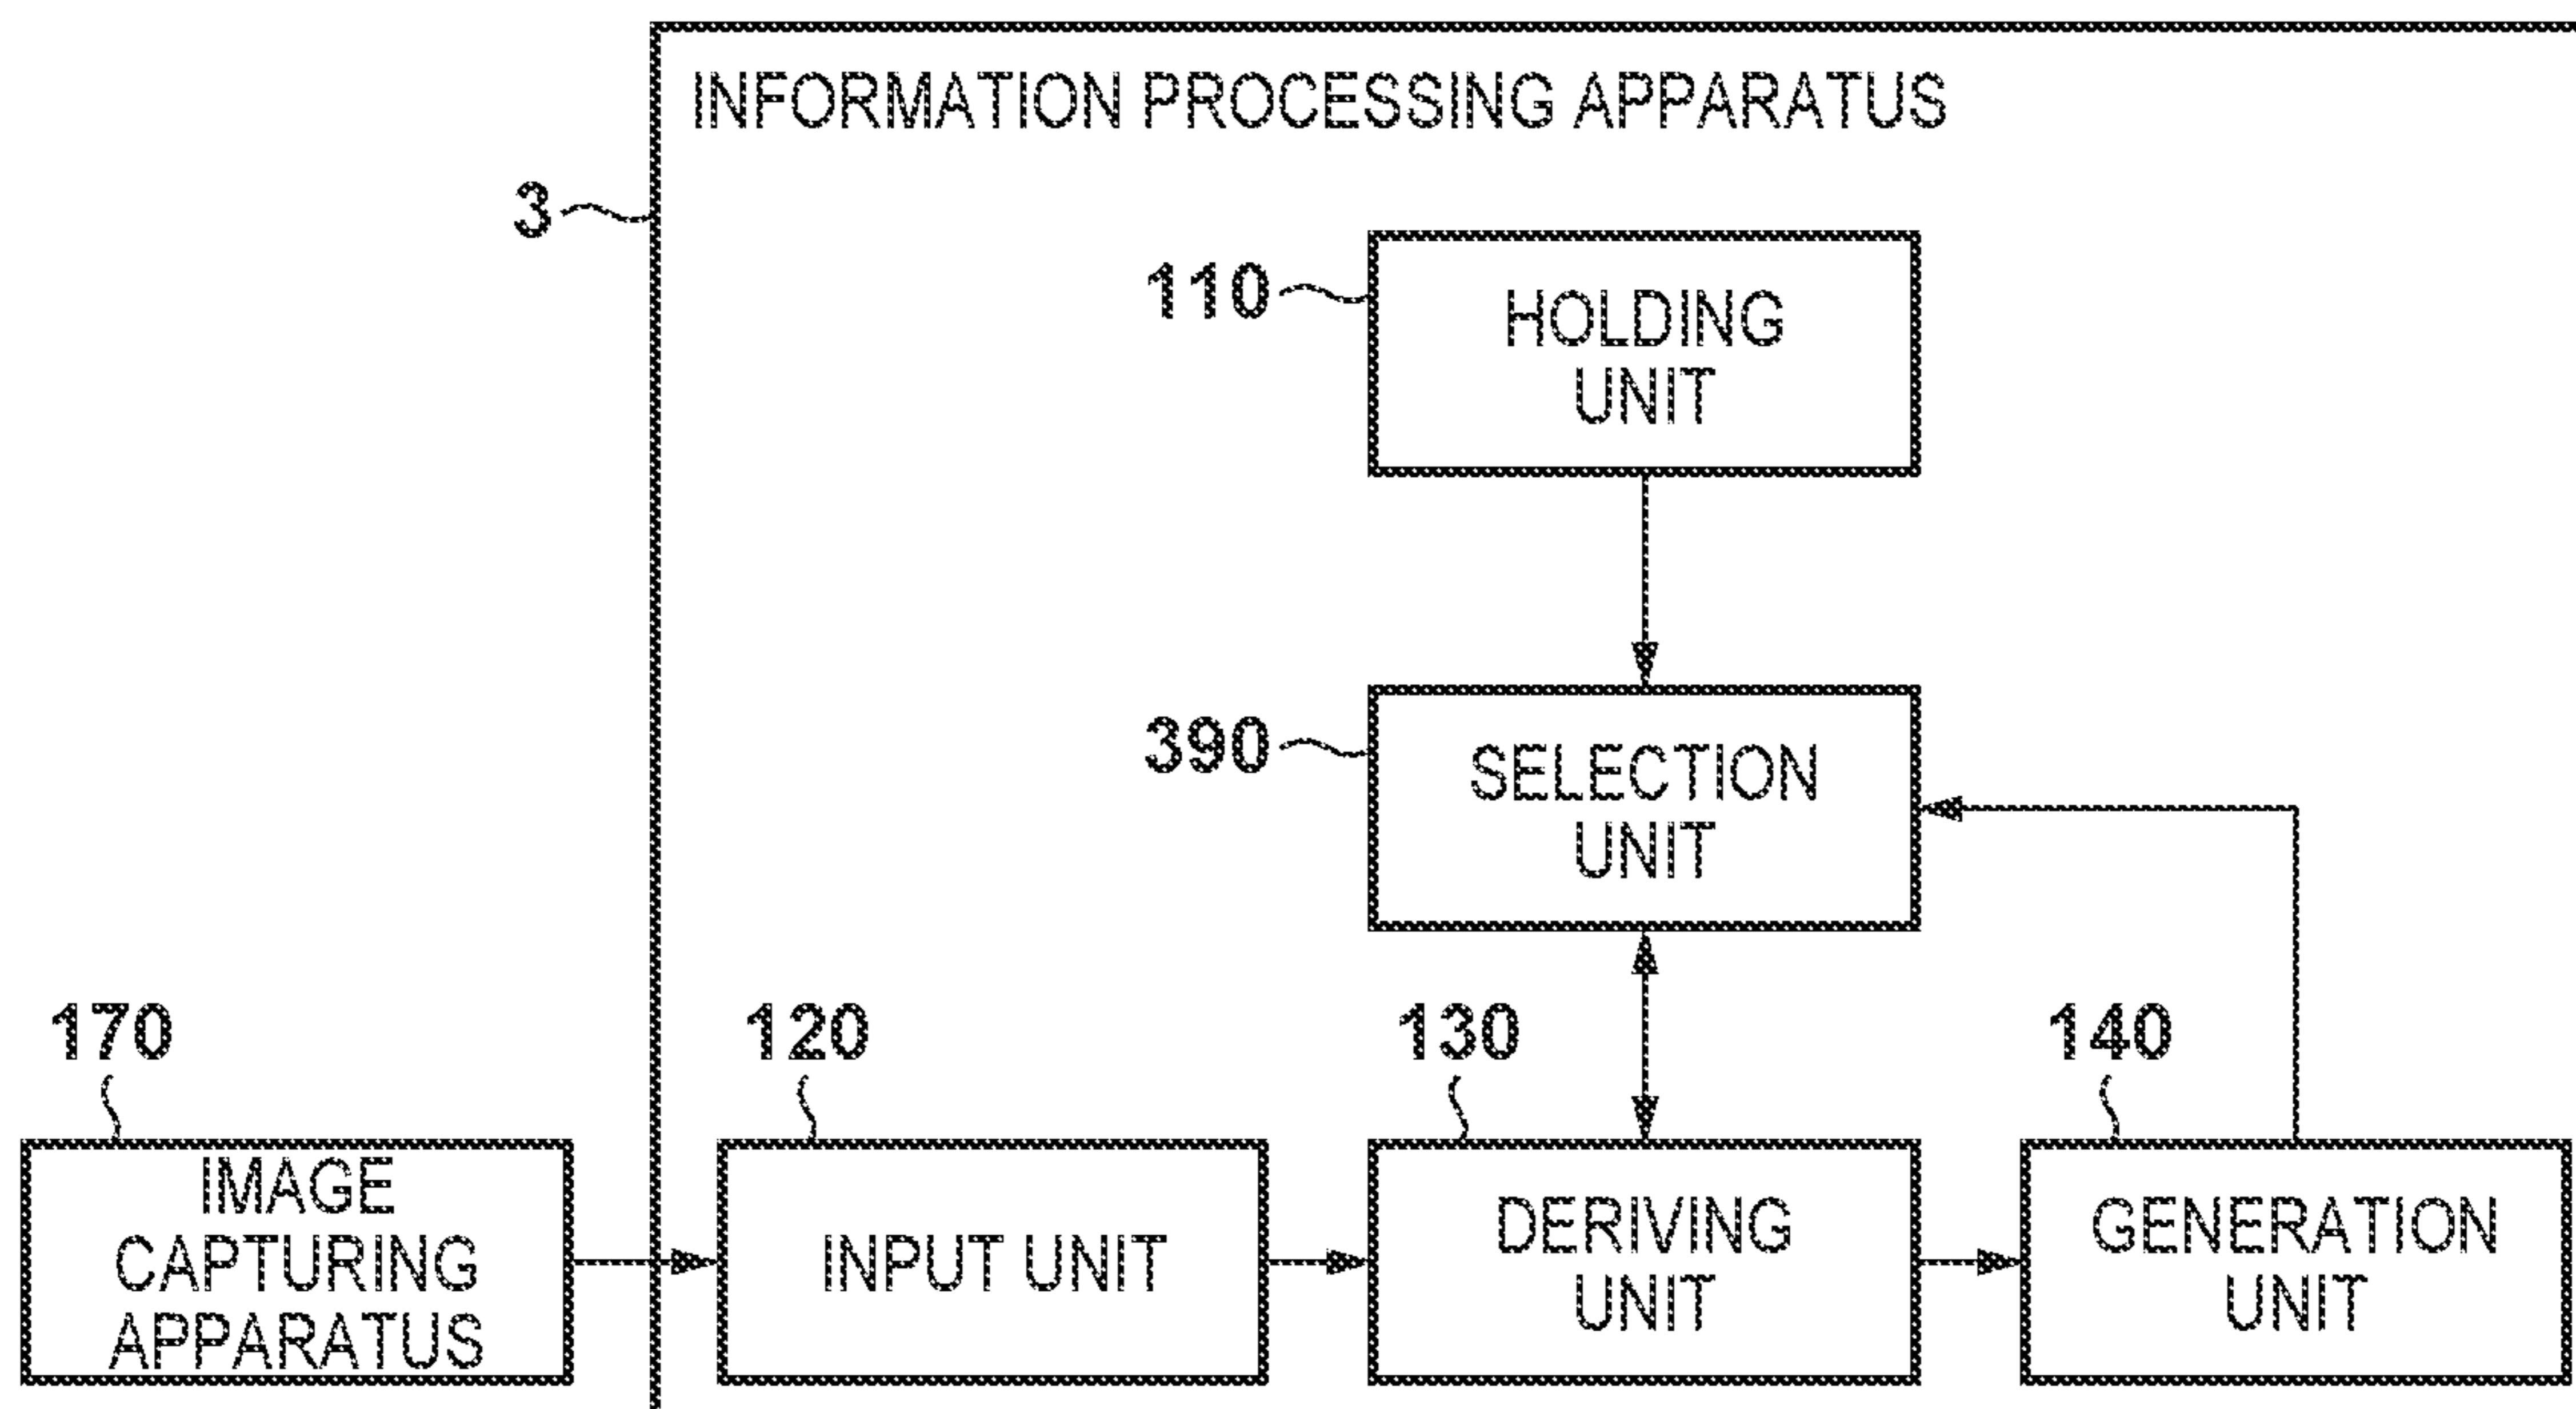 INFORMATION PROCESSING APPARATUS
3
110
HOLDING
UNIT
390
SELECTION
UNIT
170
120
130
140
IMAGE
CAPTURING
APPARATUS
INPUT UNIT
DERIVING
UNIT
GENERATION
UNIT